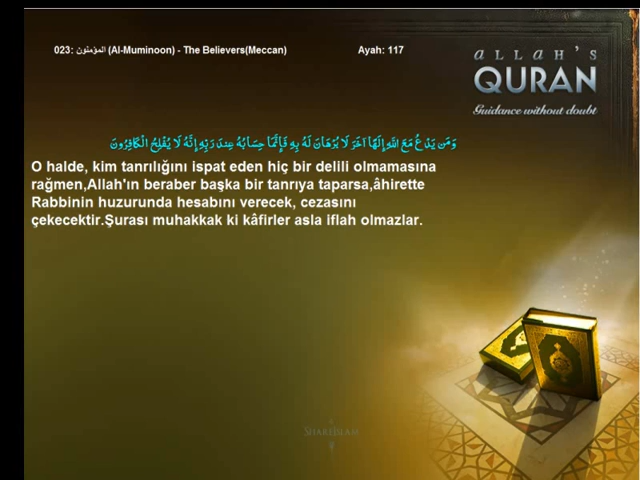 023: المؤمنون (Al-Muminoon) - The Believers(Meccan) Ayah: 117
ALLAH'S
QURAN
Guidance without doubt
وَمَن يَدْعُ مَعَ اللَّهِ إِلَٰهًا آخَرَ لَا بُرْهَانَ لَهُ بِهِ فَإِنَّمَا حِسَابُهُ عِندَ رَبِّهِ إِنَّهُ لَا يُفْلِحُ الْكَافِرُونَ
O halde, kim tanrılığını ispat eden hiç bir delili olmamasına
rağmen,Allah'ın beraber başka bir tanrıya taparsa,âhirette
Rabbinin huzurunda hesabını verecek, cezasını
çekecektir.Şurası muhakkak ki kâfirler asla iflah olmazlar.
SHAREISLAM